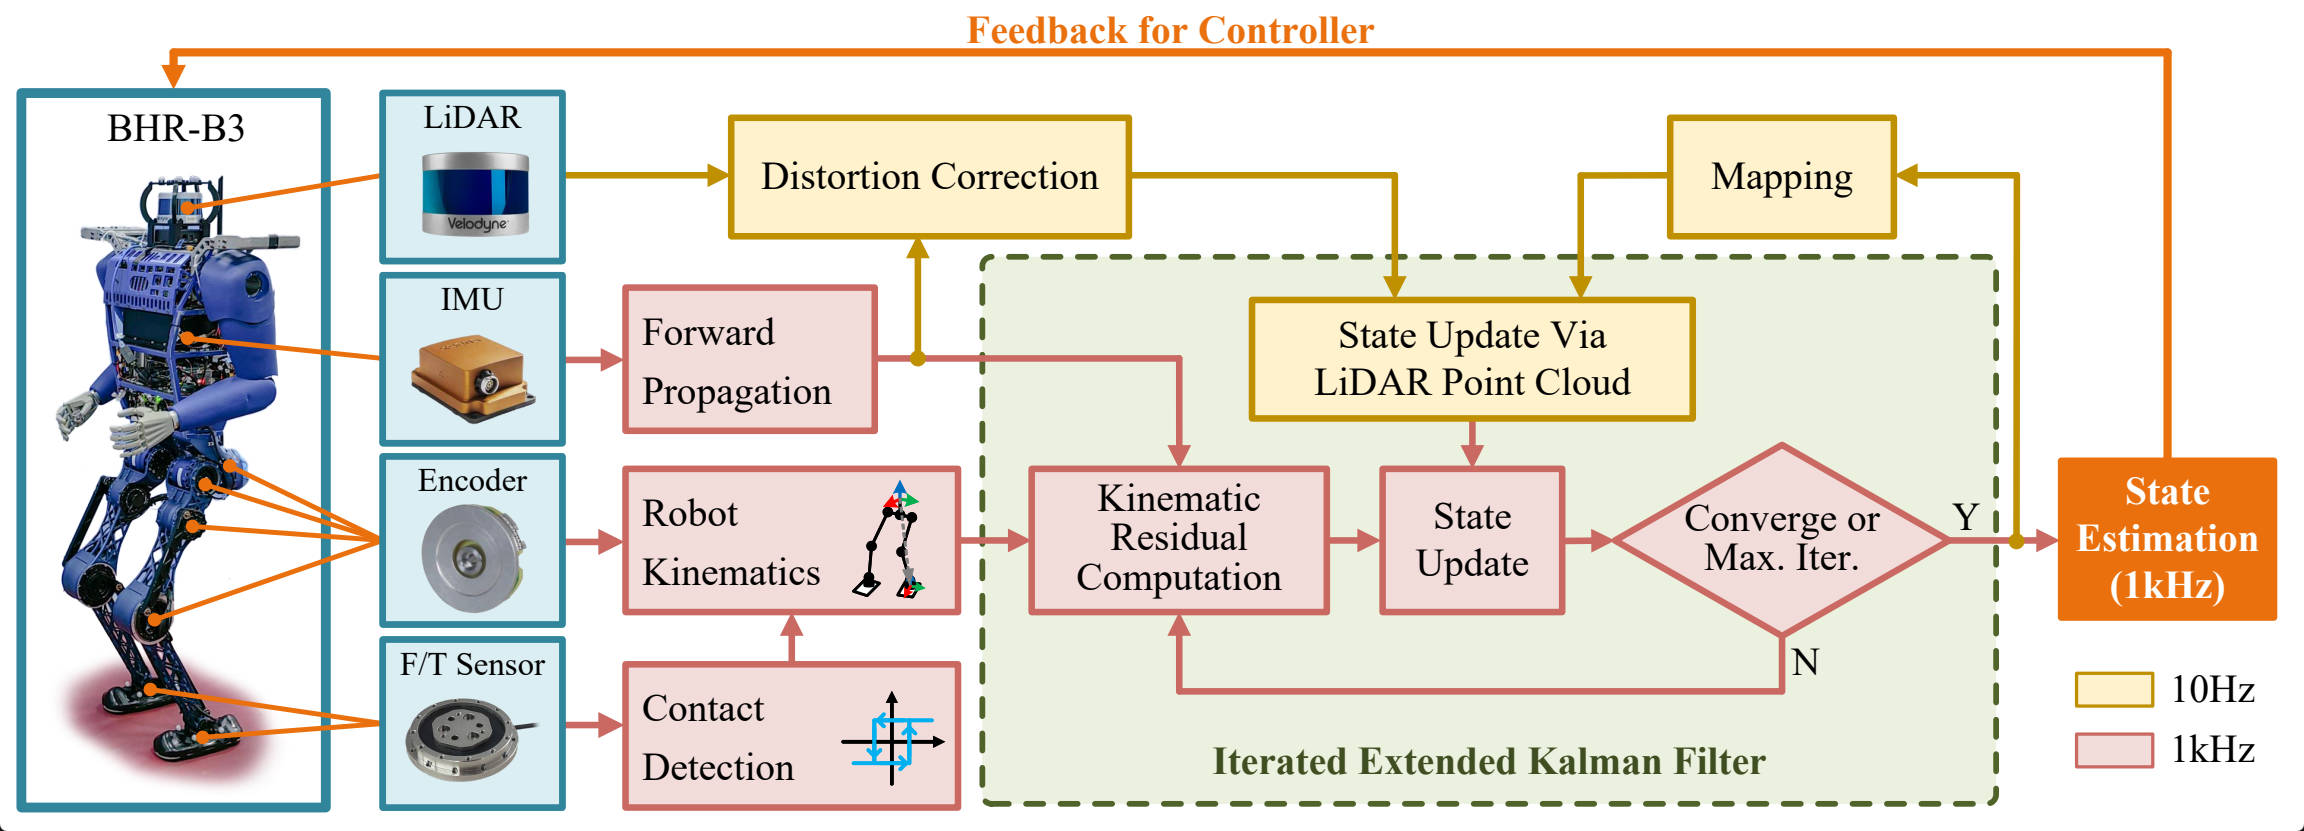 Feedback for Controller
BHR-B3
LiDAR
Velodyne
IMU
Encoder
F/T Sensor
Distortion Correction
Mapping
Forward
Propagation
State Update Via
LiDAR Point Cloud
Robot
Kinematics
Kinematic
Residual
Computation
State
Update
Converge or
Max. Iter.
Y
N
State
Estimation
(1kHz)
Contact
Detection
Iterated Extended Kalman Filter
10Hz
1kHz